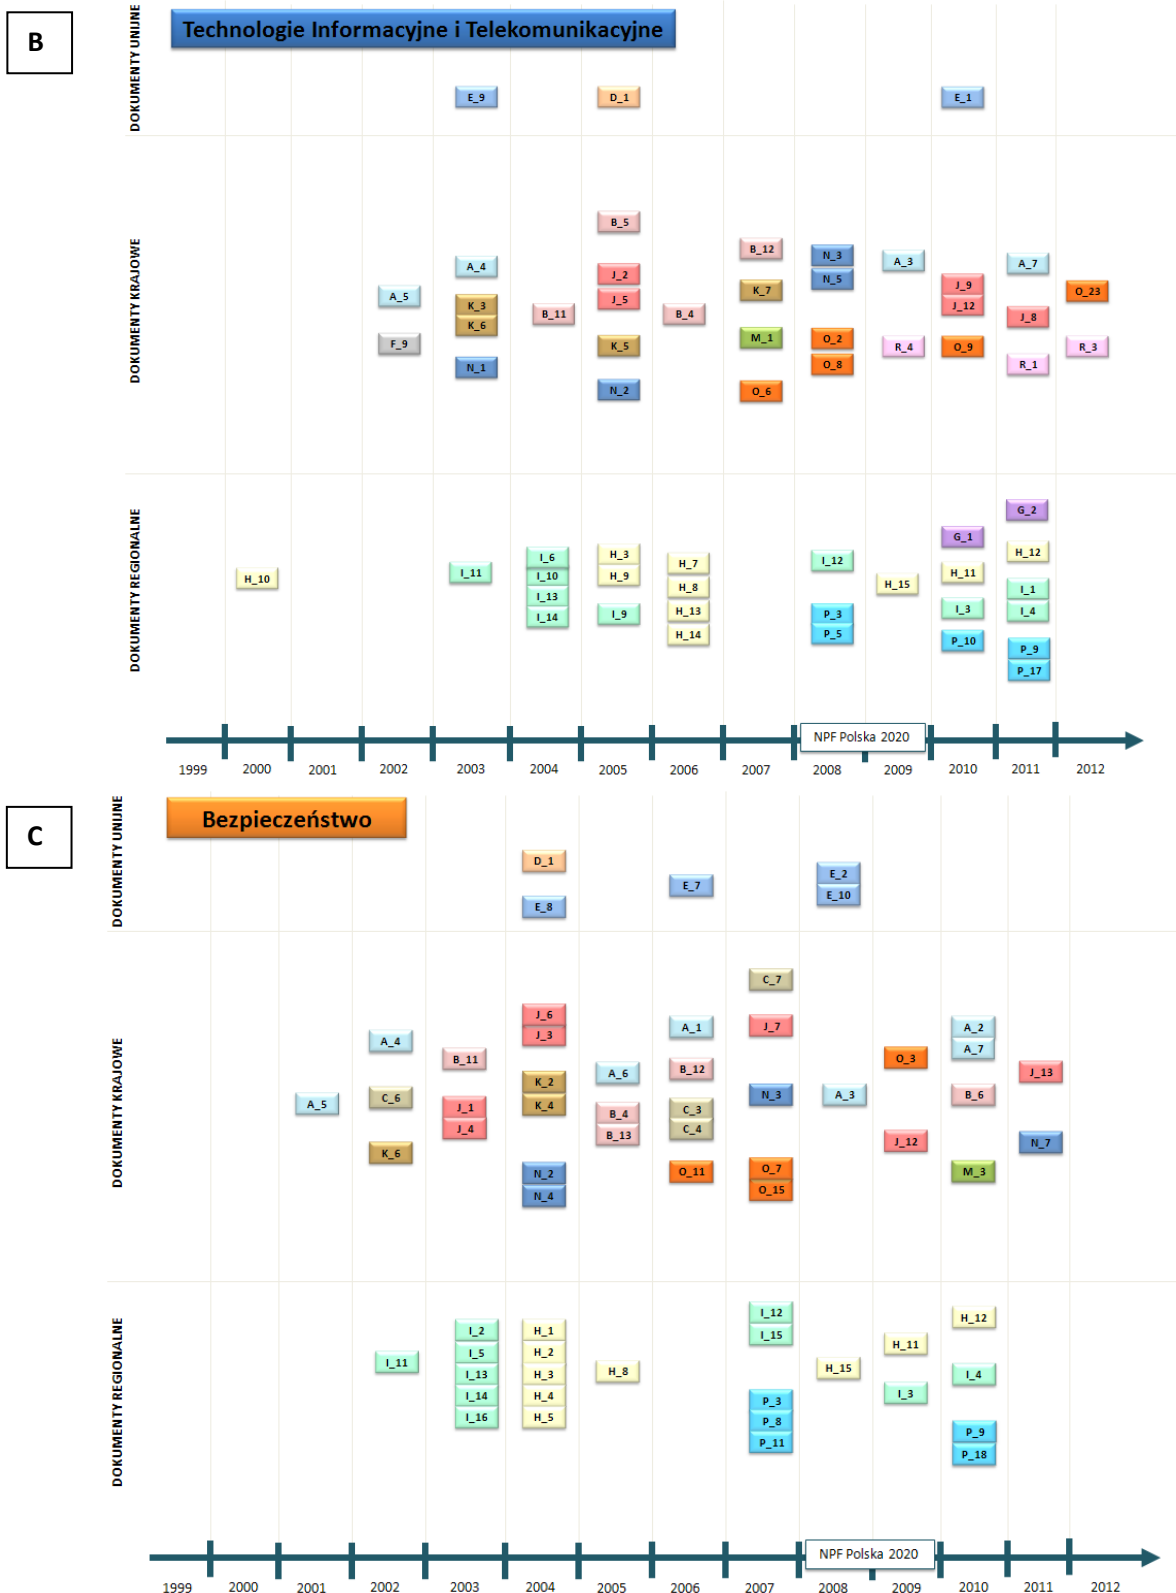 B
Technologie Informacyjne i Telekomunikacyjne
DOKUMENTY UNIJNE
E_9
D_1
E_1
DOKUMENTY KRAJOWE
A_5
F_9
A_4
K_3
K_6
N_1
B_11
B_5
J_2
J_5
K_5
N_2
B_4
B_12
K_7
M_1
O_6
N_3
N_5
O_2
O_8
A_3
R_4
J_9
J_12
O_9
A_7
J_8
R_1
O_23
R_3
DOKUMENTY REGIONALNE
H_10
I_11
I_6
I_10
I_13
I_14
H_3
H_9
I_9
H_7
H_8
H_13
H_14
I_12
P_3
P_5
H_15
G_1
H_11
I_3
P_10
G_2
H_12
I_1
I_4
P_9
P_17
NPF Polska 2020
1999 2000 2001 2002 2003 2004 2005 2006 2007 2008 2009 2010 2011 2012
C
Bezpieczeństwo
DOKUMENTY UNIJNE
D_1
E_8
E_7
E_2
E_10
DOKUMENTY KRAJOWE
A_5
A_4
C_6
K_6
B_11
J_1
J_4
J_6
J_3
K_2
K_4
N_2
N_4
A_6
B_4
B_13
A_1
B_12
C_3
C_4
O_11
C_7
J_7
N_3
O_7
O_15
A_3
O_3
J_12
A_2
A_7
B_6
M_3
J_13
N_7
DOKUMENTY REGIONALNE
I_11
I_2
I_5
I_13
I_14
I_16
H_1
H_2
H_3
H_4
H_5
H_8
I_12
I_15
P_3
P_8
P_11
H_15
H_11
I_3
H_12
I_4
P_9
P_18
NPF Polska 2020
1999 2000 2001 2002 2003 2004 2005 2006 2007 2008 2009 2010 2011 2012